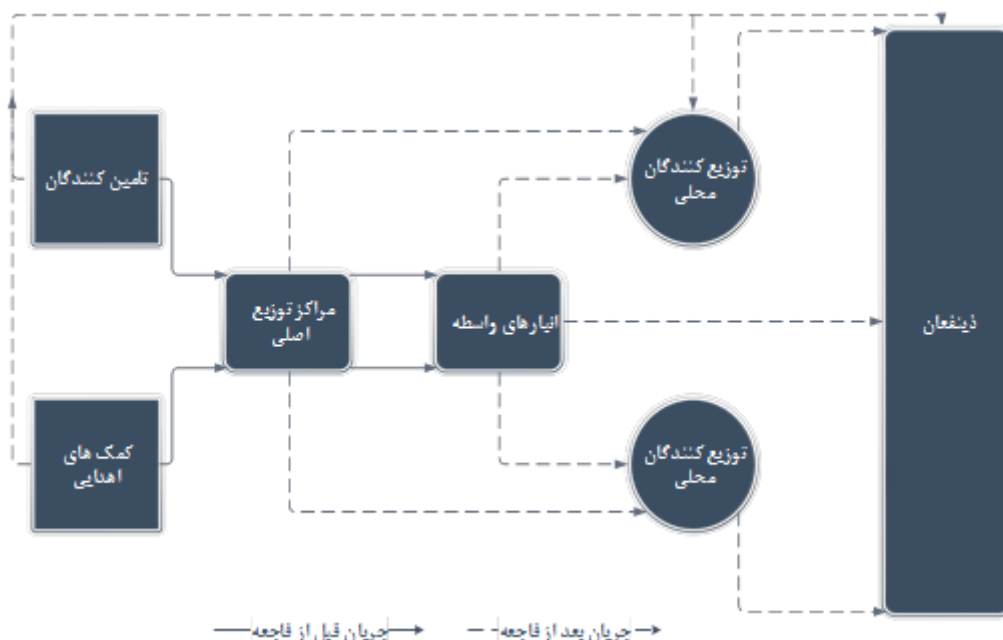 تامین کنندگان
توزیع کنندگان
محلی
مراکز توزیع
اصلی
انبارهای واسطه
ذینفعان
کمک های
اهدایی
توزیع کنندگان
محلی
جریان قبل از فاجعه
جریان بعد از فاجعه